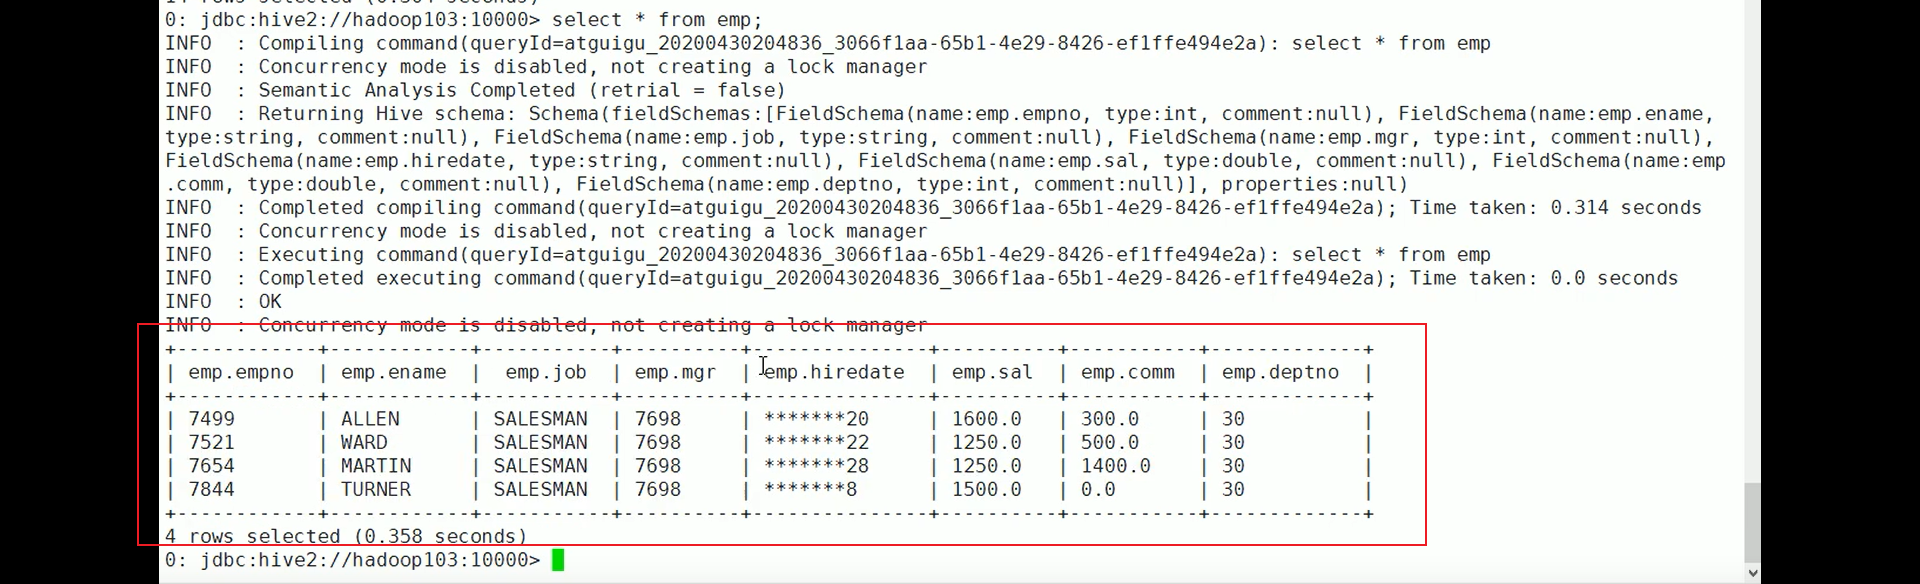 0: jdbc:hive2://hadoop103:10000> select * from emp;
INFO  : Compiling command(queryId=atguigu_20200430204836_3066f1aa-65b1-4e29-8426-ef1ffe494e2a): select * from emp
INFO  : Concurrency mode is disabled, not creating a lock manager
INFO  : Semantic Analysis Completed (retrial = false)
INFO  : Returning Hive schema: Schema(fieldSchemas:[FieldSchema(name:emp.empno, type:int, comment:null), FieldSchema(name:emp.ename,
type:string, comment:null), FieldSchema(name:emp.job, type:string, comment:null), FieldSchema(name:emp.mgr, type:int, comment:null),
FieldSchema(name:emp.hiredate, type:string, comment:null), FieldSchema(name:emp.sal, type:double, comment:null), FieldSchema(name:emp
.comm, type:double, comment:null), FieldSchema(name:emp.deptno, type:int, comment:null)], properties:null)
INFO  : Completed compiling command(queryId=atguigu_20200430204836_3066f1aa-65b1-4e29-8426-ef1ffe494e2a); Time taken: 0.314 seconds
INFO  : Concurrency mode is disabled, not creating a lock manager
INFO  : Executing command(queryId=atguigu_20200430204836_3066f1aa-65b1-4e29-8426-ef1ffe494e2a): select * from emp
INFO  : Completed executing command(queryId=atguigu_20200430204836_3066f1aa-65b1-4e29-8426-ef1ffe494e2a); Time taken: 0.0 seconds
INFO  : OK
INFO  : Concurrency mode is disabled, not creating a lock manager
+------------+------------+-----------+----------+---------------+----------+-----------+-------------+
| emp.empno  | emp.ename  |  emp.job  | emp.mgr  | emp.hiredate  | emp.sal  | emp.comm  | emp.deptno  |
+------------+------------+-----------+----------+---------------+----------+-----------+-------------+
| 7499       | ALLEN      | SALESMAN  | 7698     | *******20     | 1600.0   | 300.0     | 30          |
| 7521       | WARD       | SALESMAN  | 7698     | *******22     | 1250.0   | 500.0     | 30          |
| 7654       | MARTIN     | SALESMAN  | 7698     | *******28     | 1250.0   | 1400.0    | 30          |
| 7844       | TURNER     | SALESMAN  | 7698     | *******8      | 1500.0   | 0.0       | 30          |
+------------+------------+-----------+----------+---------------+----------+-----------+-------------+
4 rows selected (0.358 seconds)
0: jdbc:hive2://hadoop103:10000>